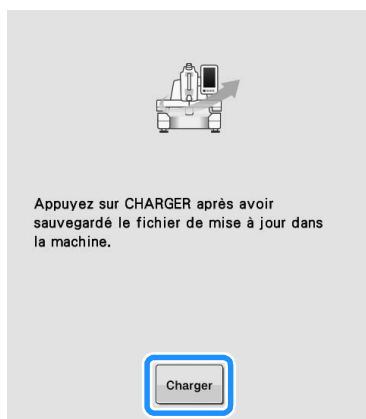 Appuyez sur CHARGER après avoir
sauvegardé le fichier de mise à jour dans
la machine.
Charger